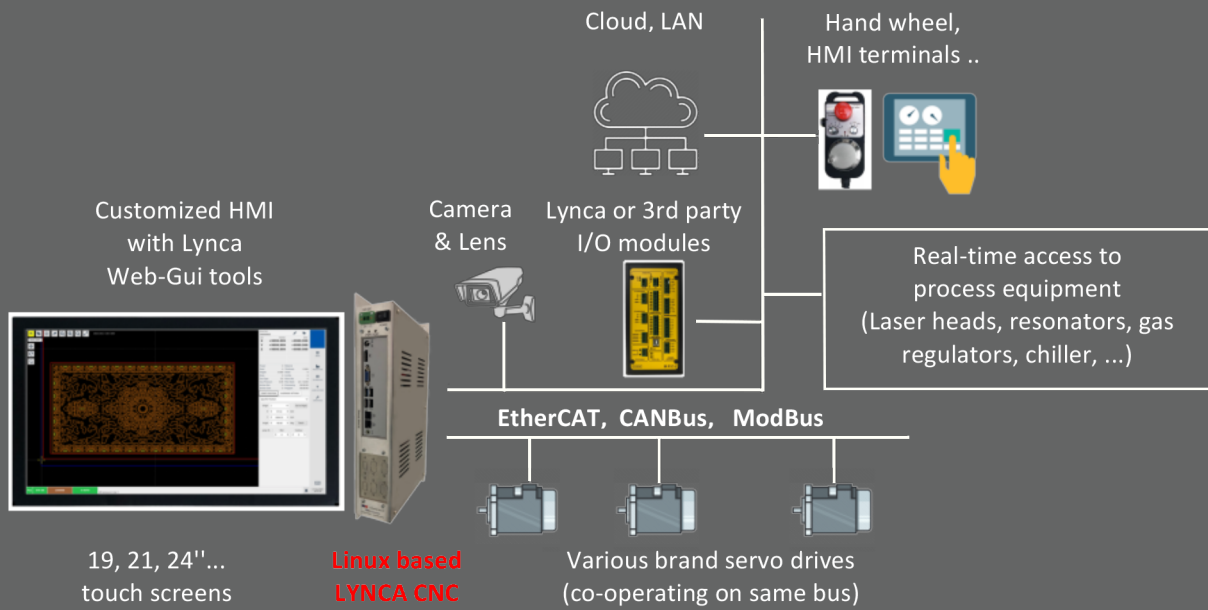 Cloud, LAN
Hand wheel,
HMI terminals ..
Customized HMI
with Lynca
Web-Gui tools
Camera
& Lens
Lynca or 3rd party
I/O modules
Real-time access to
process equipment
(Laser heads, resonators, gas
regulators, chiller, ...)
EtherCAT, CANBus, ModBus
19, 21, 24''...
touch screens
Linux based
LYNCA CNC
Various brand servo drives
(co-operating on same bus)